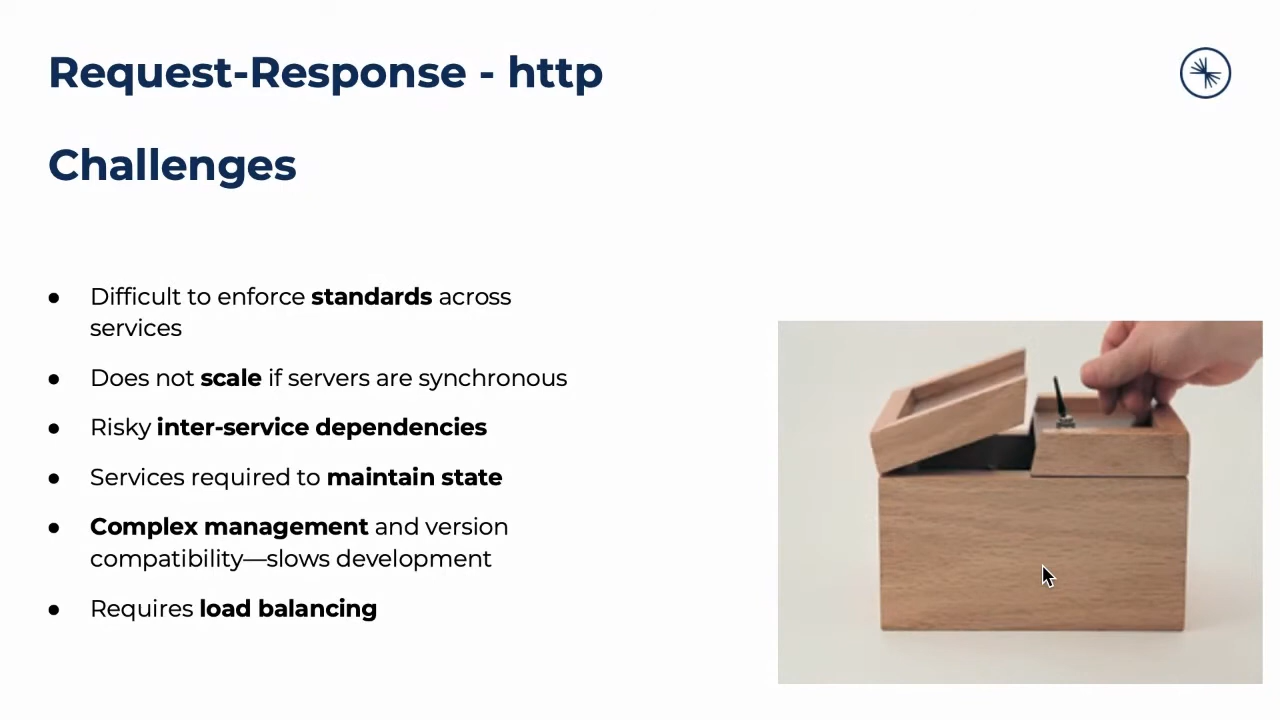 Request-Response - http
Challenges
● Difficult to enforce standards across
services
● Does not scale if servers are synchronous
● Risky inter-service dependencies
● Services required to maintain state
● Complex management and version
compatibility—slows development
● Requires load balancing